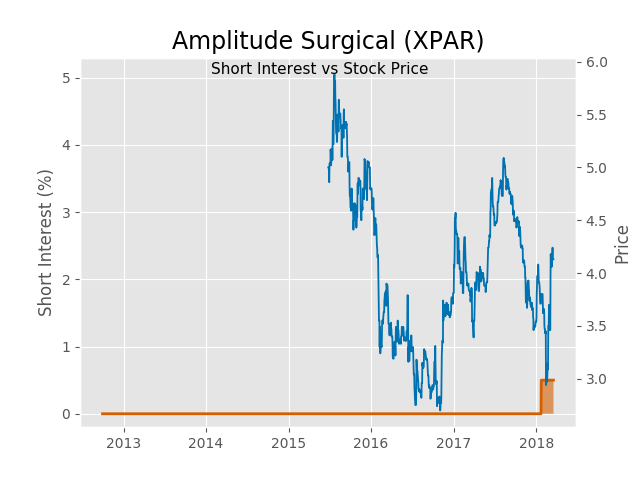 Amplitude Surgical (XPAR)
Short Interest vs Stock Price
Short Interest (%)
5
4
3
2
1
0
6.0
5.5
5.0
4.5
4.0
3.5
3.0
Price
2013 2014 2015 2016 2017 2018